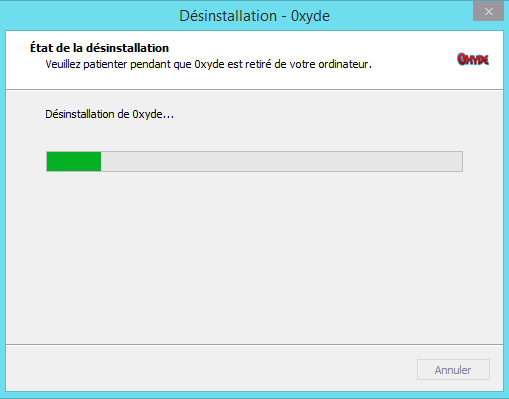 Désinstallation - 0xyde
État de la désinstallation
Veuillez patienter pendant que 0xyde est retiré de votre ordinateur.
0XYDE
Désinstallation de 0xyde...
Annuler